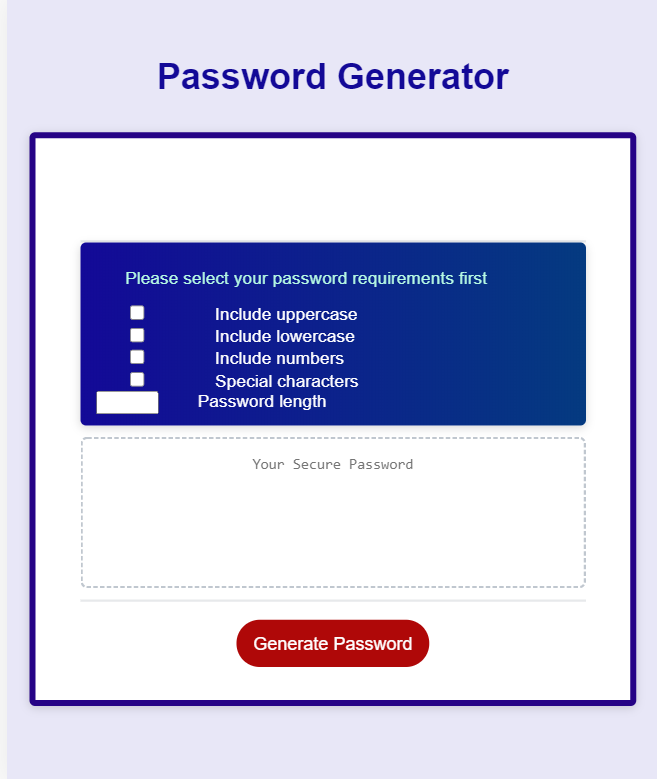 Password Generator
Please select your password requirements first
Include uppercase
Include lowercase
Include numbers
Special characters
Password length
Your Secure Password
Generate Password